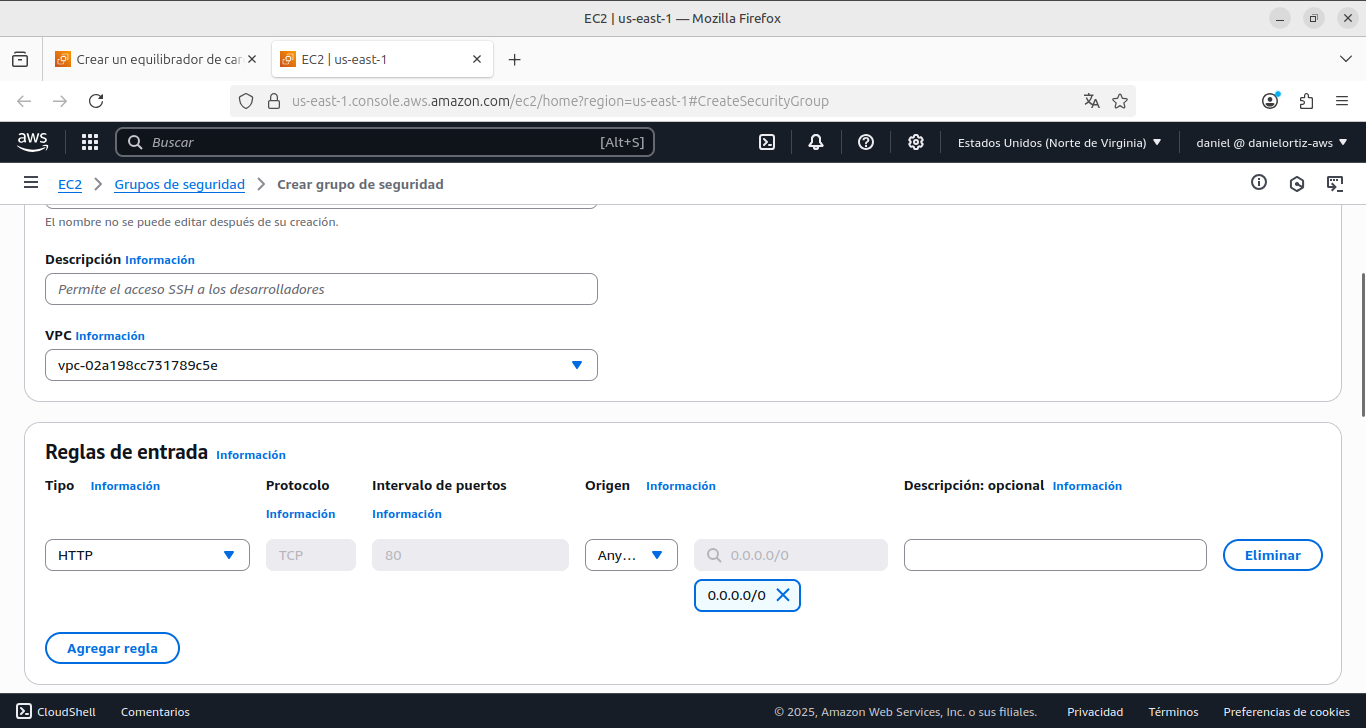 EC2 | us-east-1 — Mozilla Firefox
Crear un equilibrador de car
EC2 | us-east-1
us-east-1.console.aws.amazon.com/ec2/home?region=us-east-1#CreateSecurityGroup
aws
Buscar [Alt+S]
Estados Unidos (Norte de Virginia)
daniel @ danielortiz-aws
EC2 > Grupos de seguridad > Crear grupo de seguridad
El nombre no se puede editar después de su creación.
Descripción Información
Permite el acceso SSH a los desarrolladores
VPC Información
vpc-02a198cc731789c5e
Reglas de entrada Información
Tipo Información
Protocolo Información
Intervalo de puertos Información
Origen Información
Descripción: opcional Información
HTTP
TCP
80
Any...
0.0.0.0/0
Eliminar
0.0.0.0/0
Agregar regla
CloudShell Comentarios © 2025, Amazon Web Services, Inc. o sus filiales. Privacidad Términos Preferencias de cookies